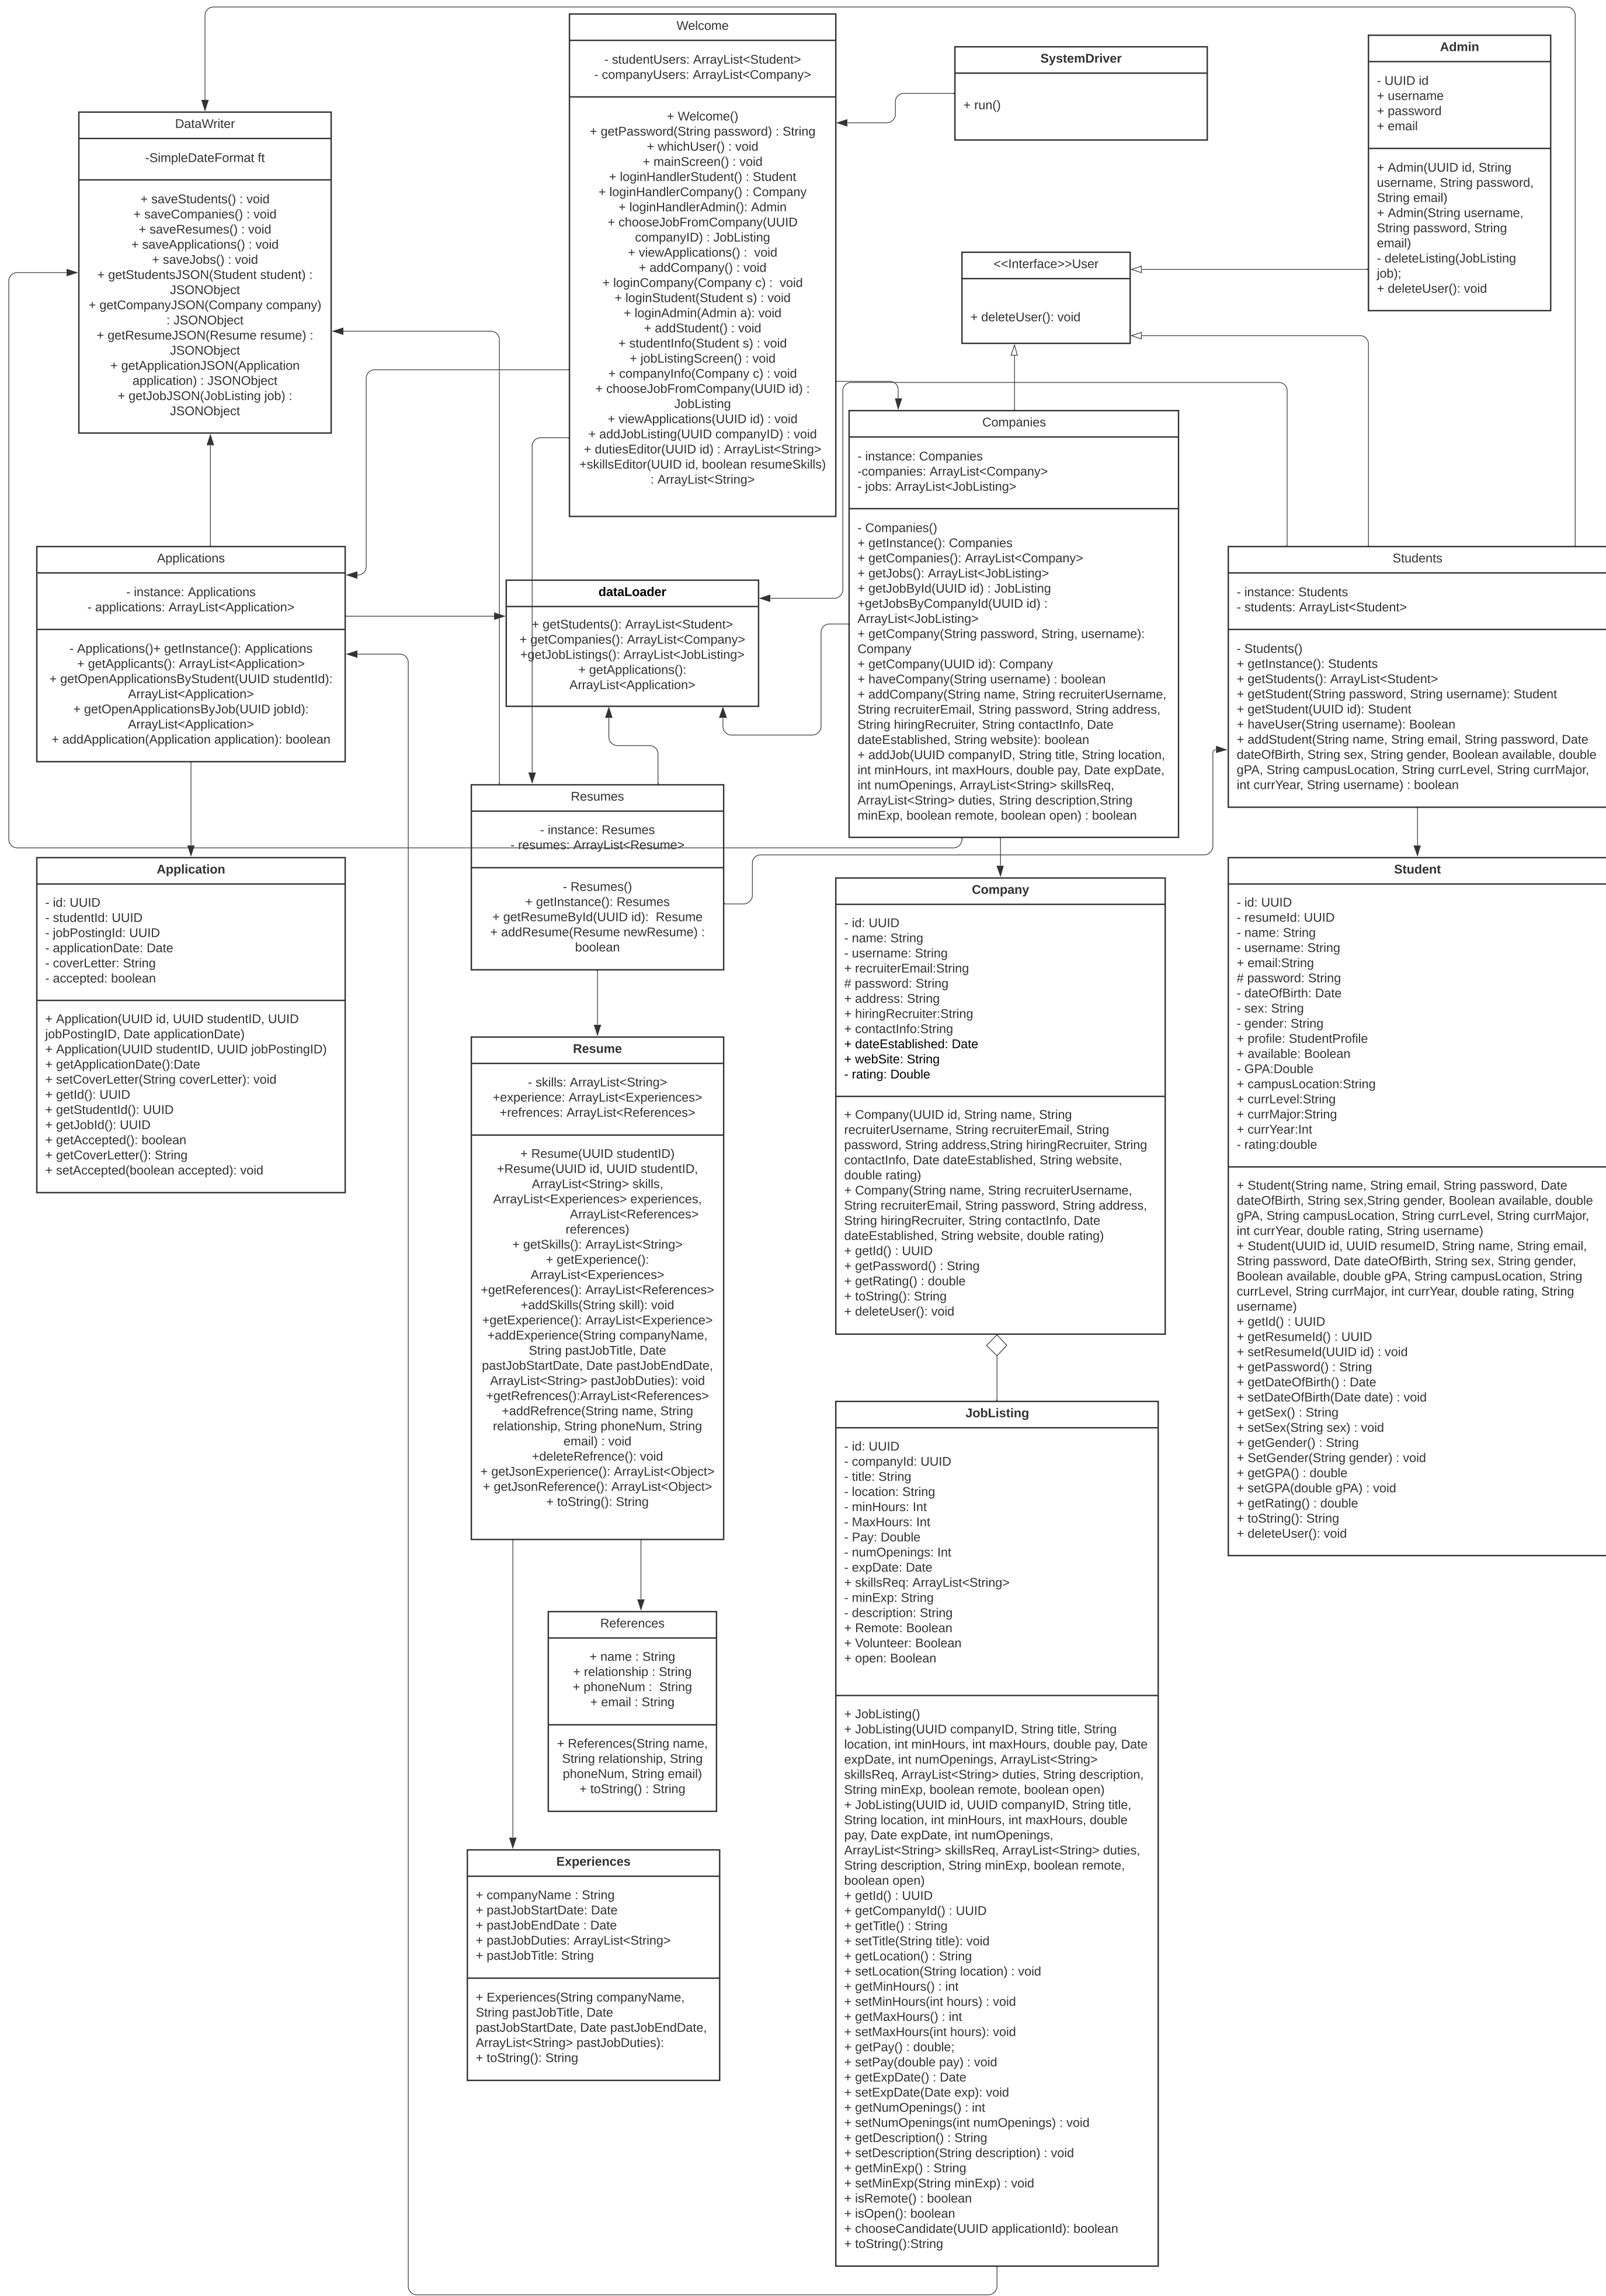 Welcome
- studentUsers: ArrayList<Student>
- companyUsers: ArrayList<Company>
+ Welcome()
+ getPassword(String password) : String
+ whichUser() : void
+ mainScreen() : void
+ loginHandlerStudent() : Student
+ loginHandlerCompany() : Company
+ loginHandlerAdmin(): Admin
+ chooseJobFromCompany(UUID
companyID) : JobListing
+ viewApplications() :  void
+ addCompany() : void
+ loginCompany(Company c) :  void
+ loginStudent(Student s) : void
+ loginAdmin(Admin a): void
+ addStudent() : void
+ studentInfo(Student s) : void
+ jobListingScreen() : void
+ companyInfo(Company c) : void
+ chooseJobFromCompany(UUID id) :
JobListing
+ viewApplications(UUID id) : void
+ addJobListing(UUID companyID) : void
+ dutiesEditor(UUID id) : ArrayList<String>
+skillsEditor(UUID id, boolean resumeSkills)
: ArrayList<String>
SystemDriver
+ run()
Admin
- UUID id
+ username
+ password
+ email
+ Admin(UUID id, String
username, String password,
String email)
+ Admin(String username,
String password, String
email)
- deleteListing(JobListing
job);
+ deleteUser(): void
DataWriter
-SimpleDateFormat ft
+ saveStudents() : void
+ saveCompanies() : void
+ saveResumes() : void
+ saveApplications() : void
+ saveJobs() : void
+ getStudentsJSON(Student student) :
JSONObject
+ getCompanyJSON(Company company)
: JSONObject
+ getResumeJSON(Resume resume) :
JSONObject
+ getApplicationJSON(Application
application) : JSONObject
+ getJobJSON(JobListing job) :
JSONObject
<<Interface>>User
+ deleteUser(): void
Companies
- instance: Companies
-companies: ArrayList<Company>
- jobs: ArrayList<JobListing>
- Companies()
+ getInstance(): Companies
+ getCompanies(): ArrayList<Company>
+ getJobs(): ArrayList<JobListing>
+ getJobById(UUID id) : JobListing
+getJobsByCompanyId(UUID id) :
ArrayList<JobListing>
+ getCompany(String password, String, username):
Company
+ getCompany(UUID id): Company
+ haveCompany(String username) : boolean
+ addCompany(String name, String recruiterUsername,
String recruiterEmail, String password, String address,
String hiringRecruiter, String contactInfo, Date
dateEstablished, String website): boolean
+ addJob(UUID companyID, String title, String location,
int minHours, int maxHours, double pay, Date expDate,
int numOpenings, ArrayList<String> skillsReq,
ArrayList<String> duties, String description,String
minExp, boolean remote, boolean open) : boolean
Applications
- instance: Applications
- applications: ArrayList<Application>
- Applications()+ getInstance(): Applications
+ getApplicants(): ArrayList<Application>
+ getOpenApplicationsByStudent(UUID studentId):
ArrayList<Application>
+ getOpenApplicationsByJob(UUID jobId):
ArrayList<Application>
+ addApplication(Application application): boolean
dataLoader
+ getStudents(): ArrayList<Student>
+ getCompanies(): ArrayList<Company>
+getJobListings(): ArrayList<JobListing>
+ getApplications():
ArrayList<Application>
Students
- instance: Students
- students: ArrayList<Student>
- Students()
+ getInstance(): Students
+ getStudents(): ArrayList<Student>
+ getStudent(String password, String username): Student
+ getStudent(UUID id): Student
+ haveUser(String username): Boolean
+ addStudent(String name, String email, String password, Date
dateOfBirth, String sex, String gender, Boolean available, double
gPA, String campusLocation, String currLevel, String currMajor,
int currYear, String username) : boolean
Resumes
- instance: Resumes
- resumes: ArrayList<Resume>
- Resumes()
+ getInstance(): Resumes
+ getResumeById(UUID id):  Resume
+ addResume(Resume newResume) :
boolean
Application
- id: UUID
- studentId: UUID
- jobPostingId: UUID
- applicationDate: Date
- coverLetter: String
- accepted: boolean
+ Application(UUID id, UUID studentID, UUID
jobPostingID, Date applicationDate)
+ Application(UUID studentID, UUID jobPostingID)
+ getApplicationDate():Date
+ setCoverLetter(String coverLetter): void
+ getId(): UUID
+ getStudentId(): UUID
+ getJobId(): UUID
+ getAccepted(): boolean
+ getCoverLetter(): String
+ setAccepted(boolean accepted): void
Company
- id: UUID
- name: String
- username: String
+ recruiterEmail:String
# password: String
+ address: String
+ hiringRecruiter:String
+ contactInfo:String
+ dateEstablished: Date
+ webSite: String
- rating: Double
+ Company(UUID id, String name, String
recruiterUsername, String recruiterEmail, String
password, String address,String hiringRecruiter, String
contactInfo, Date dateEstablished, String website,
double rating)
+ Company(String name, String recruiterUsername,
String recruiterEmail, String password, String address,
String hiringRecruiter, String contactInfo, Date
dateEstablished, String website, double rating)
+ getId() : UUID
+ getPassword() : String
+ getRating() : double
+ toString(): String
+ deleteUser(): void
Student
- id: UUID
- resumeId: UUID
- name: String
- username: String
+ email:String
# password: String
- dateOfBirth: Date
- sex: String
- gender: String
+ profile: StudentProfile
+ available: Boolean
- GPA:Double
+ campusLocation:String
+ currLevel:String
+ currMajor:String
+ currYear:Int
- rating:double
+ Student(String name, String email, String password, Date
dateOfBirth, String sex,String gender, Boolean available, double
gPA, String campusLocation, String currLevel, String currMajor,
int currYear, double rating, String username)
+ Student(UUID id, UUID resumeID, String name, String email,
String password, Date dateOfBirth, String sex, String gender,
Boolean available, double gPA, String campusLocation, String
currLevel, String currMajor, int currYear, double rating, String
username)
+ getId() : UUID
+ getResumeId() : UUID
+ setResumeId(UUID id) : void
+ getPassword() : String
+ getDateOfBirth() : Date
+ setDateOfBirth(Date date) : void
+ getSex() : String
+ setSex(String sex) : void
+ getGender() : String
+ SetGender(String gender) : void
+ getGPA() : double
+ setGPA(double gPA) : void
+ getRating() : double
+ toString(): String
+ deleteUser(): void
Resume
- skills: ArrayList<String>
+experience: ArrayList<Experiences>
+refrences: ArrayList<References>
+ Resume(UUID studentID)
+Resume(UUID id, UUID studentID,
ArrayList<String> skills,
ArrayList<Experiences> experiences,
ArrayList<References>
references)
+ getSkills(): ArrayList<String>
+ getExperience():
ArrayList<Experiences>
+getReferences(): ArrayList<References>
+addSkills(String skill): void
+getExperience(): ArrayList<Experience>
+addExperience(String companyName,
String pastJobTitle, Date
pastJobStartDate, Date pastJobEndDate,
ArrayList<String> pastJobDuties): void
+getRefrences():ArrayList<References>
+addRefrence(String name, String
relationship, String phoneNum, String
email) : void
+deleteRefrence(): void
+ getJsonExperience(): ArrayList<Object>
+ getJsonReference(): ArrayList<Object>
+ toString(): String
JobListing
- id: UUID
- companyId: UUID
- title: String
- location: String
- minHours: Int
- MaxHours: Int
- Pay: Double
- numOpenings: Int
- expDate: Date
+ skillsReq: ArrayList<String>
- minExp: String
- description: String
+ Remote: Boolean
+ Volunteer: Boolean
+ open: Boolean
+ JobListing()
+ JobListing(UUID companyID, String title, String
location, int minHours, int maxHours, double pay, Date
expDate, int numOpenings, ArrayList<String>
skillsReq, ArrayList<String> duties, String description,
String minExp, boolean remote, boolean open)
+ JobListing(UUID id, UUID companyID, String title,
String location, int minHours, int maxHours, double
pay, Date expDate, int numOpenings,
ArrayList<String> skillsReq, ArrayList<String> duties,
String description, String minExp, boolean remote,
boolean open)
+ getId() : UUID
+ getCompanyId() : UUID
+ getTitle() : String
+ setTitle(String title): void
+ getLocation() : String
+ setLocation(String location) : void
+ getMinHours() : int
+ setMinHours(int hours) : void
+ getMaxHours() : int
+ setMaxHours(int hours): void
+ getPay() : double;
+ setPay(double pay) : void
+ getExpDate() : Date
+ setExpDate(Date exp): void
+ getNumOpenings() : int
+ setNumOpenings(int numOpenings) : void
+ getDescription() : String
+ setDescription(String description) : void
+ getMinExp() : String
+ setMinExp(String minExp) : void
+ isRemote() : boolean
+ isOpen(): boolean
+ chooseCandidate(UUID applicationId): boolean
+ toString():String
References
+ name : String
+ relationship : String
+ phoneNum :  String
+ email : String
+ References(String name,
String relationship, String
phoneNum, String email)
+ toString() : String
Experiences
+ companyName : String
+ pastJobStartDate: Date
+ pastJobEndDate : Date
+ pastJobDuties: ArrayList<String>
+ pastJobTitle: String
+ Experiences(String companyName,
String pastJobTitle, Date
pastJobStartDate, Date pastJobEndDate,
ArrayList<String> pastJobDuties):
+ toString(): String